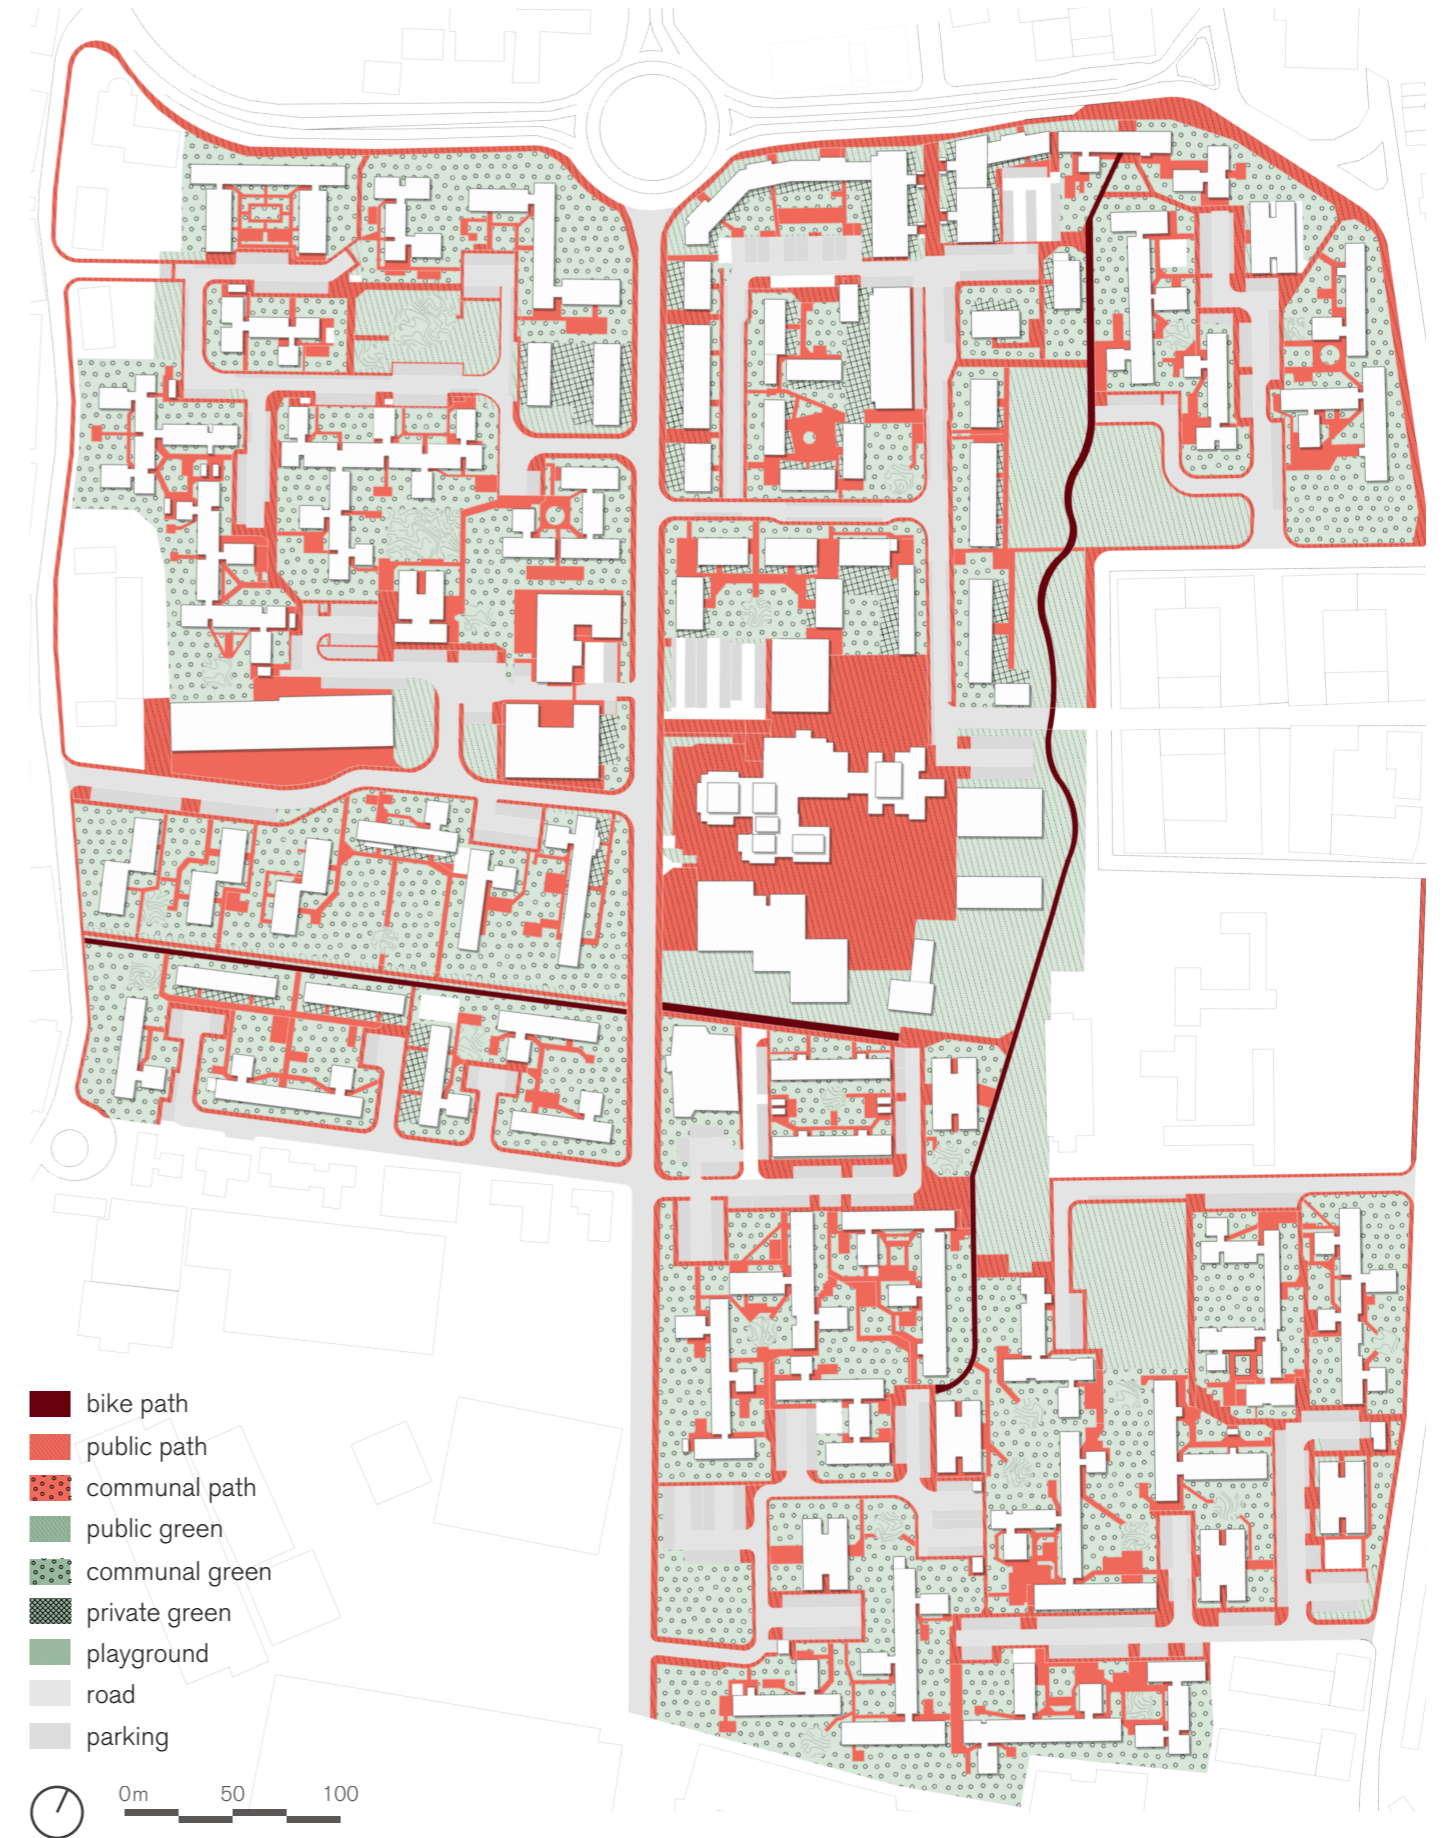 bike path
public path
communal path
public green
communal green
private green
playground
road
parking
0m 50 100